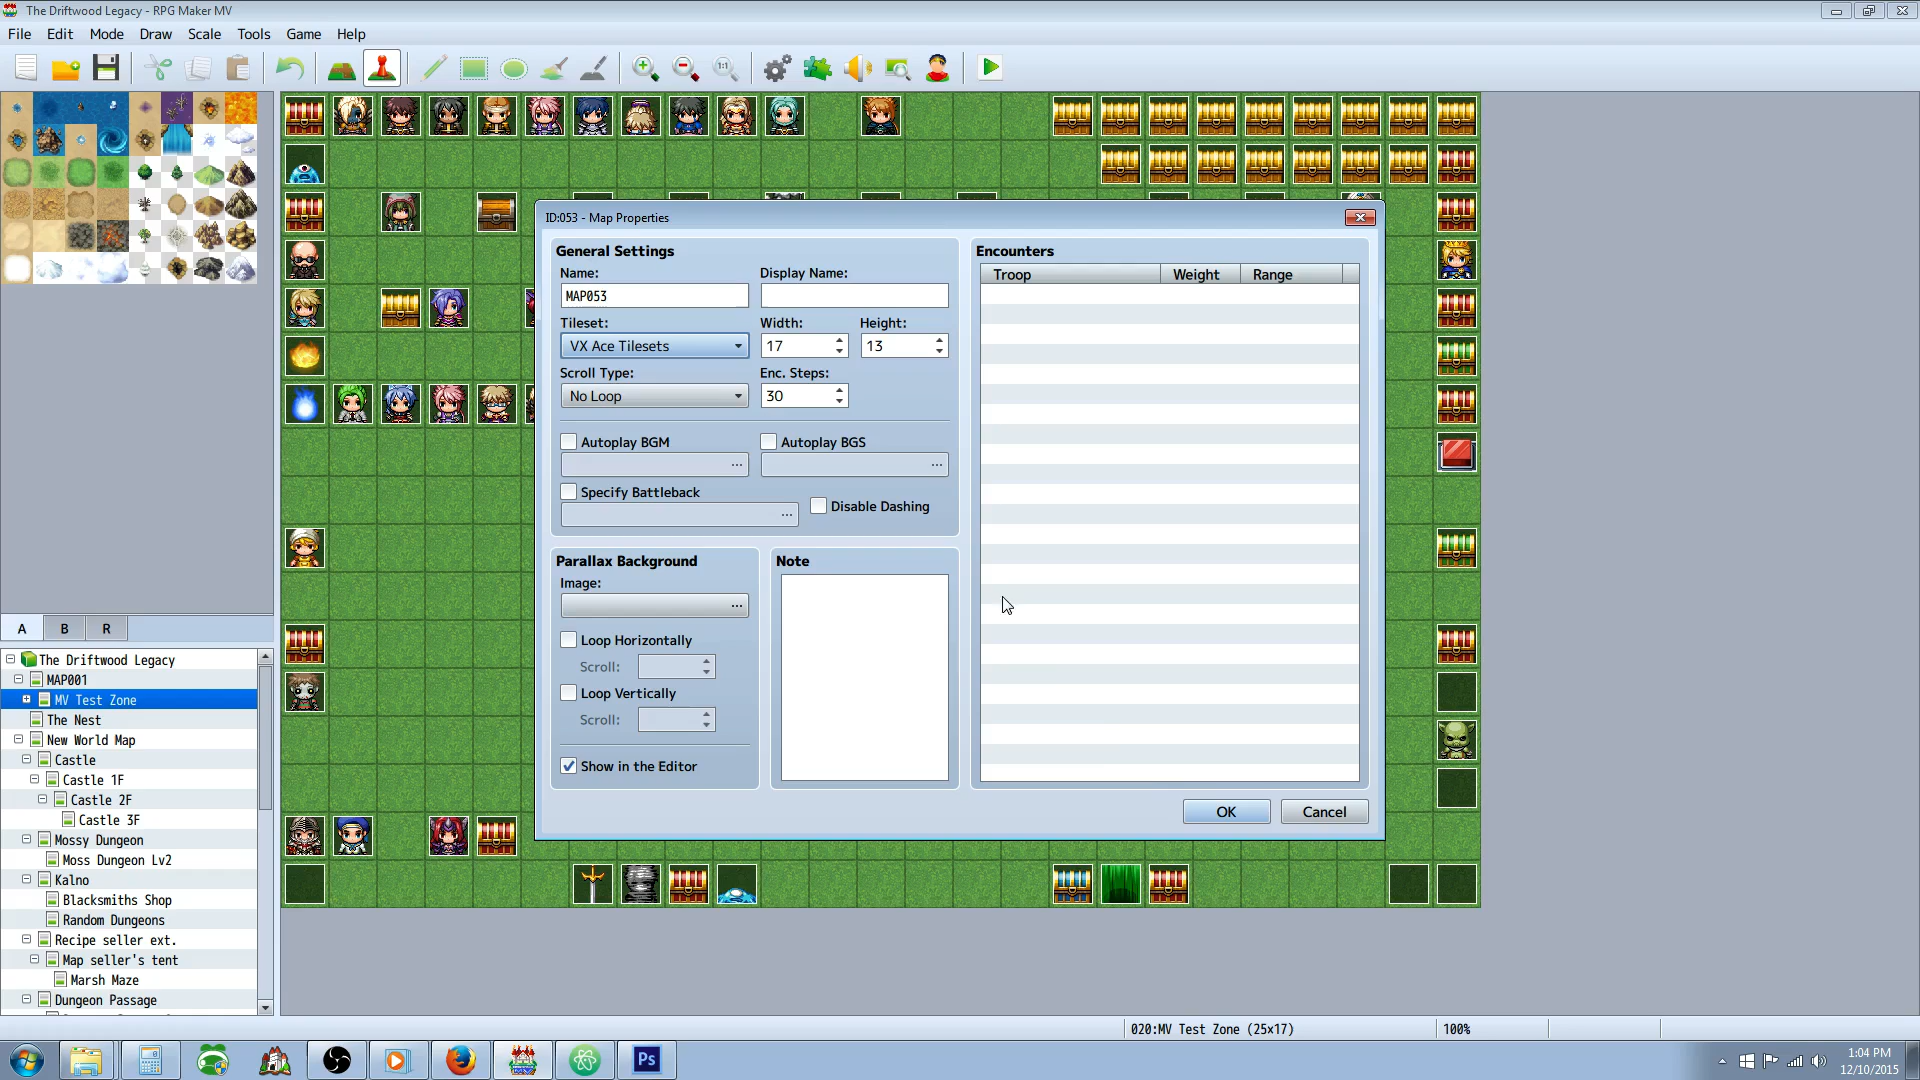 The Driftwood Legacy - RPG Maker MV
File Edit Mode Draw Scale Tools Game Help
1:1
ID:053 - Map Properties
General Settings
Name: Display Name:
MAP053
Tileset: Width: Height:
VX Ace Tilesets 17 13
Scroll Type: Enc. Steps:
No Loop 30
Autoplay BGM Autoplay BGS
... ...
Specify Battleback
Disable Dashing
...
Parallax Background
Image:
...
Loop Horizontally
Scroll:
Loop Vertically
Scroll:
Show in the Editor
Note
Encounters
Troop Weight Range
OK Cancel
A B R
The Driftwood Legacy
MAP001
MV Test Zone
The Nest
New World Map
Castle
Castle 1F
Castle 2F
Castle 3F
Mossy Dungeon
Moss Dungeon Lv2
Kalno
Blacksmiths Shop
Random Dungeons
Recipe seller ext.
Map seller's tent
Marsh Maze
Dungeon Passage
020:MV Test Zone (25x17) 100%
Ps
1:04 PM
12/10/2015